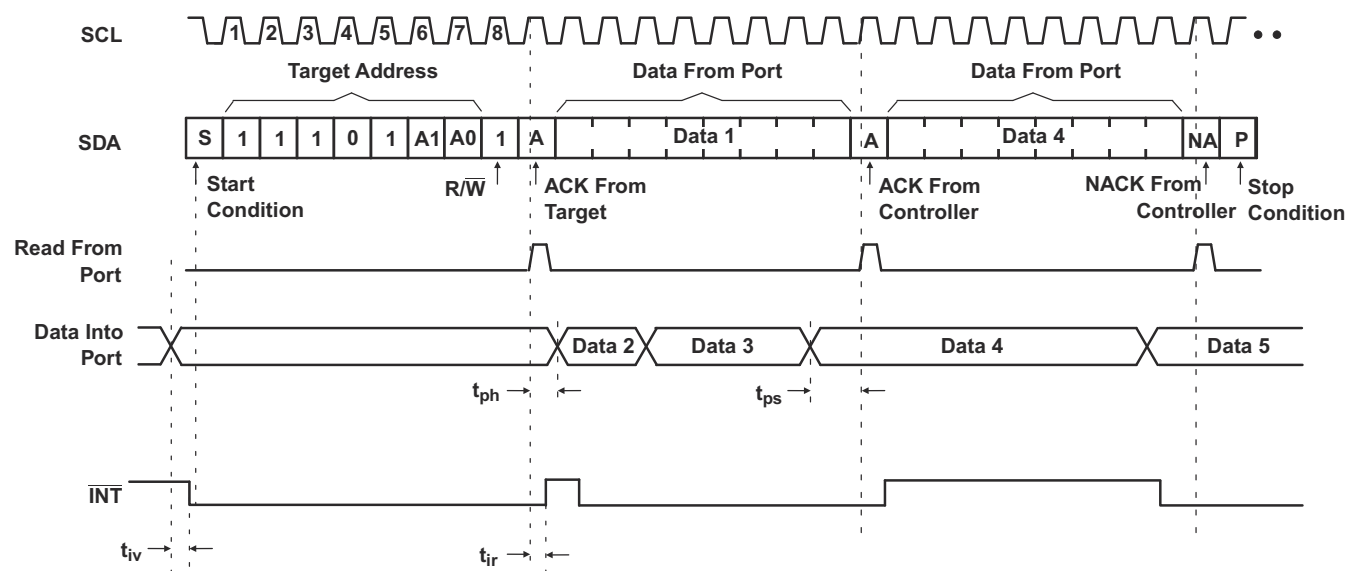 SCL 1 2 3 4 5 6 7 8
Target Address
Data From Port
Data From Port
SDA S 1 1 1 0 1 A1 A0 1 A Data 1 A Data 4 NA P
Start
Condition
R/W
ACK From
Target
ACK From
Controller
NACK From
Controller
Stop
Condition
Read From
Port
Data Into
Port
Data 2 Data 3 Data 4 Data 5
tph
tps
INT
tiv
tir